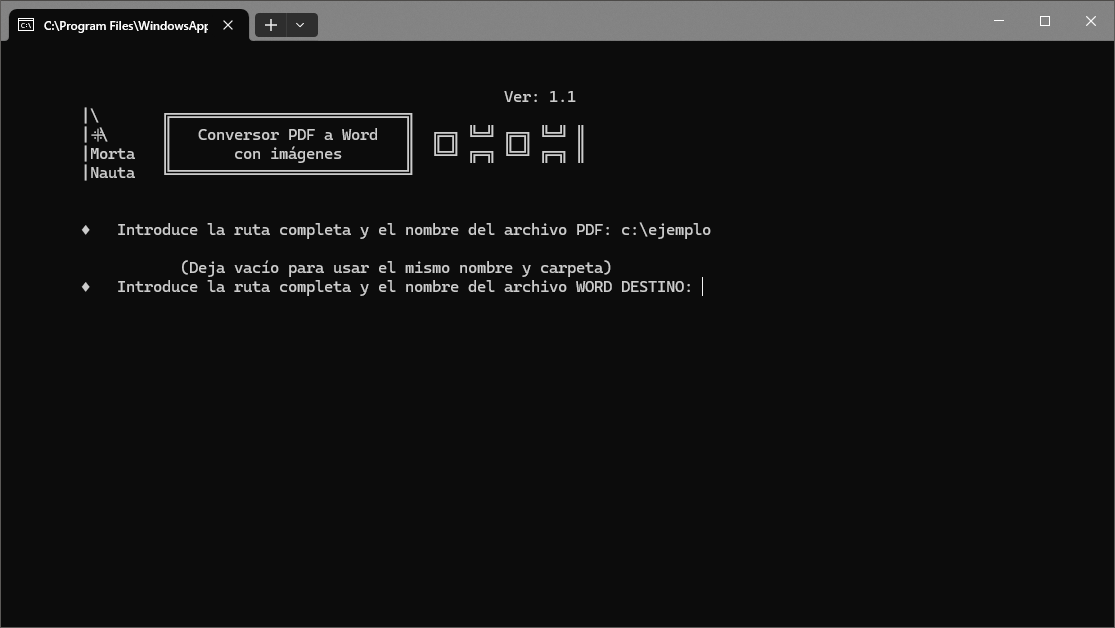 C:\Program Files\WindowsApp
Ver: 1.1
Conversor PDF a Word
con imágenes
Morta
Nauta
♦ Introduce la ruta completa y el nombre del archivo PDF: c:\ejemplo
(Deja vacío para usar el mismo nombre y carpeta)
♦ Introduce la ruta completa y el nombre del archivo WORD DESTINO: